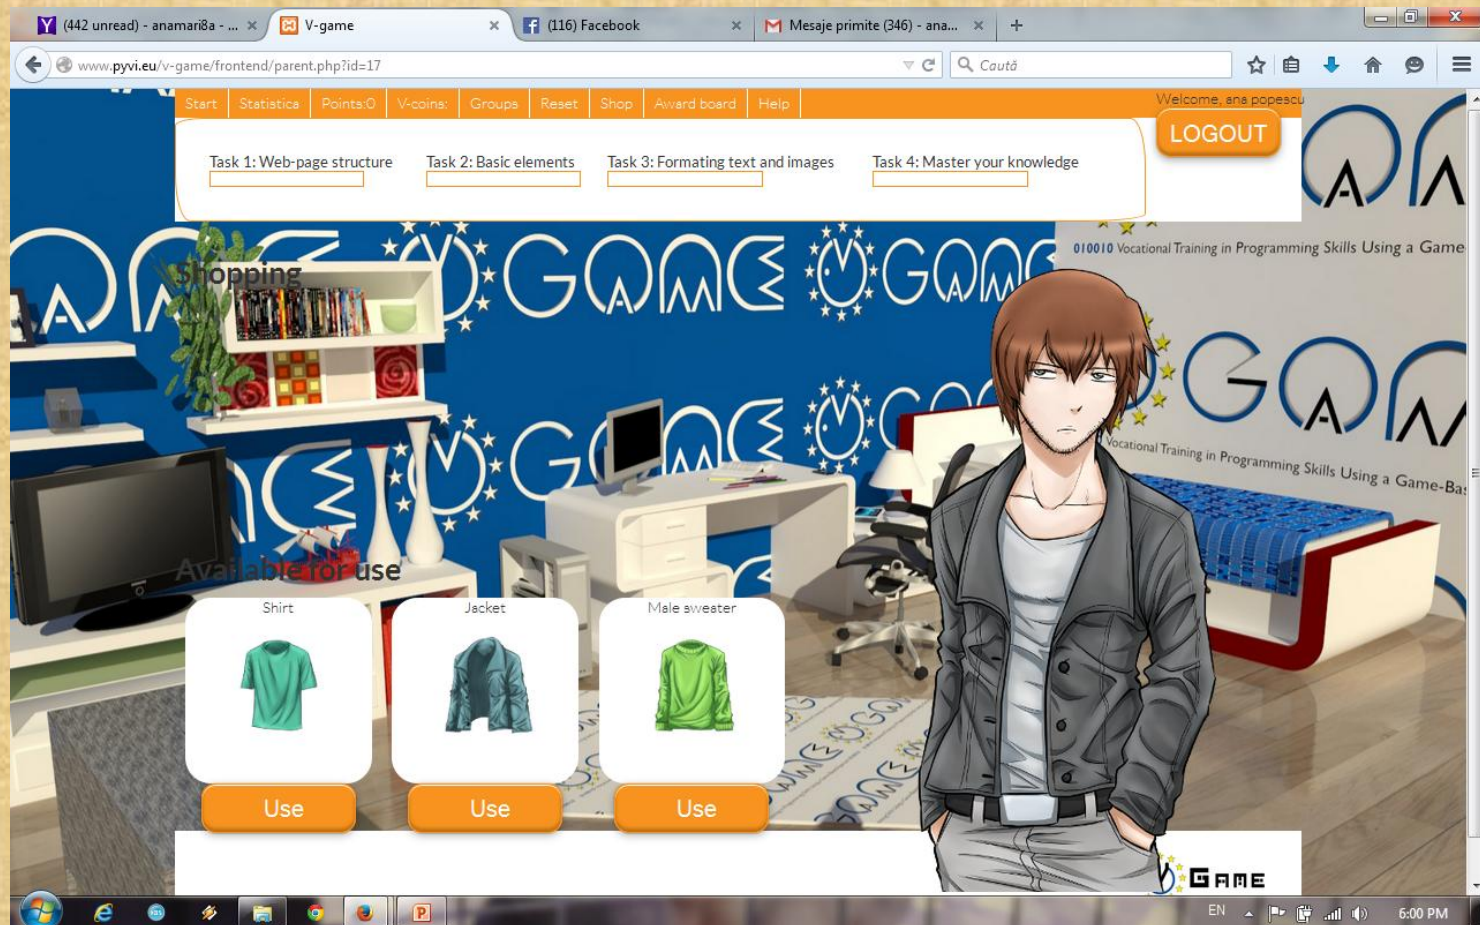 (442 unread) - anamari8a - ...
V-game
(116) Facebook
Mesaje primite (346) - ana...
www.pyvi.eu/v-game/frontend/parent.php?id=17
Caută
Start
Statistica
Points:0
V-coins:
Groups
Reset
Shop
Award board
Help
Welcome, ana popescu
LOGOUT
Task 1: Web-page structure
Task 2: Basic elements
Task 3: Formating text and images
Task 4: Master your knowledge
010010 Vocational Training in Programming Skills Using a Game
Shopping
GAME
GAME
Vocational Training in Programming Skills Using a Game-Bas
Available for use
Shirt
Jacket
Male sweater
Use
Use
Use
GAME
EN
6:00 PM